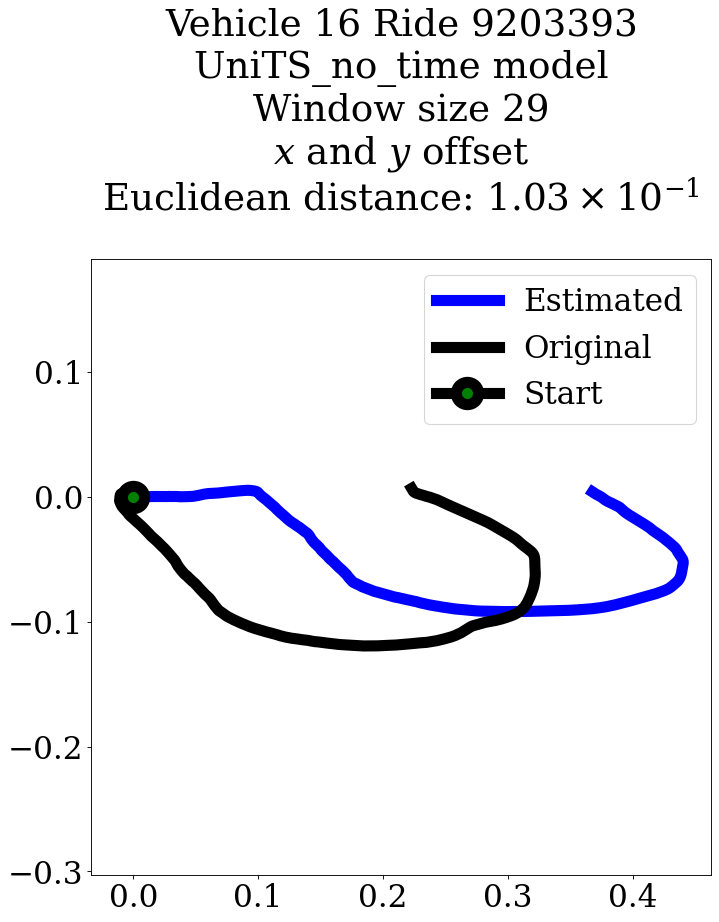 Vehicle 16 Ride 9203393
UniTS_no_time model
Window size 29
x and y offset
Euclidean distance: 1.03 × 10⁻¹
Estimated
Original
Start
0.1
0.0
−0.1
−0.2
−0.3
0.0 0.1 0.2 0.3 0.4